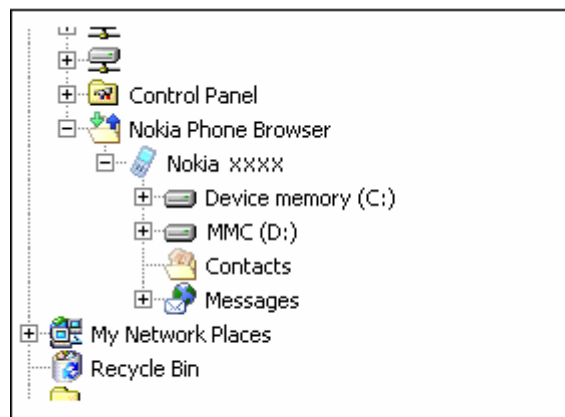 Control Panel
Nokia Phone Browser
Nokia xxxx
Device memory (C:)
MMC (D:)
Contacts
Messages
My Network Places
Recycle Bin